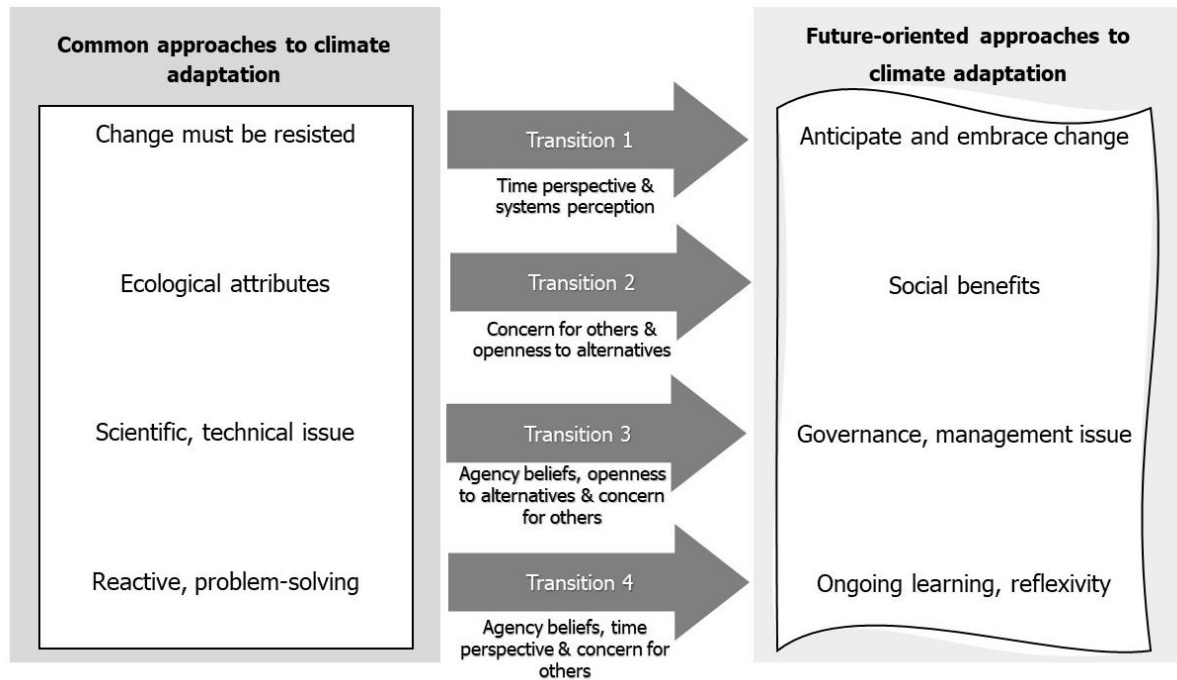 Common approaches to climate
adaptation
Change must be resisted
Ecological attributes
Scientific, technical issue
Reactive, problem-solving
Transition 1
Time perspective &
systems perception
Transition 2
Concern for others &
openness to alternatives
Transition 3
Agency beliefs, openness
to alternatives & concern
for others
Transition 4
Agency beliefs, time
perspective & concern for
others
Future-oriented approaches to
climate adaptation
Anticipate and embrace change
Social benefits
Governance, management issue
Ongoing learning, reflexivity